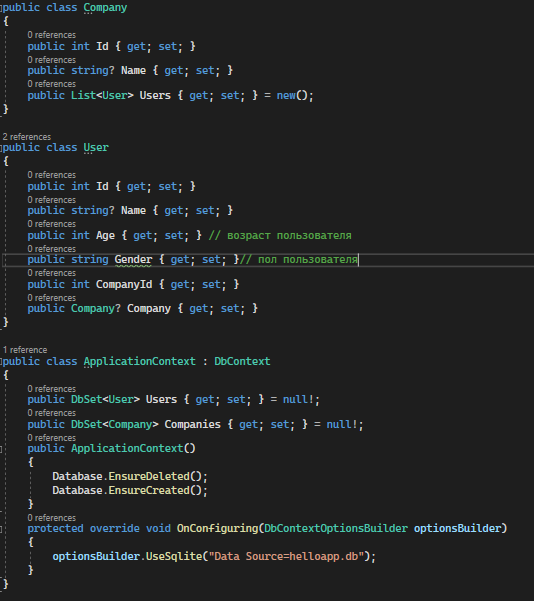 public class Company
{
0 references
public int Id { get; set; }
0 references
public string? Name { get; set; }
0 references
public List<User> Users { get; set; } = new();
}
2 references
public class User
{
0 references
public int Id { get; set; }
0 references
public string? Name { get; set; }
0 references
public int Age { get; set; } // возраст пользователя
0 references
public string Gender { get; set; }// пол пользователя
0 references
public int CompanyId { get; set; }
0 references
public Company? Company { get; set; }
}
1 reference
public class ApplicationContext : DbContext
{
0 references
public DbSet<User> Users { get; set; } = null!;
0 references
public DbSet<Company> Companies { get; set; } = null!;
0 references
public ApplicationContext()
{
Database.EnsureDeleted();
Database.EnsureCreated();
}
0 references
protected override void OnConfiguring(DbContextOptionsBuilder optionsBuilder)
{
optionsBuilder.UseSqlite("Data Source=helloapp.db");
}
}